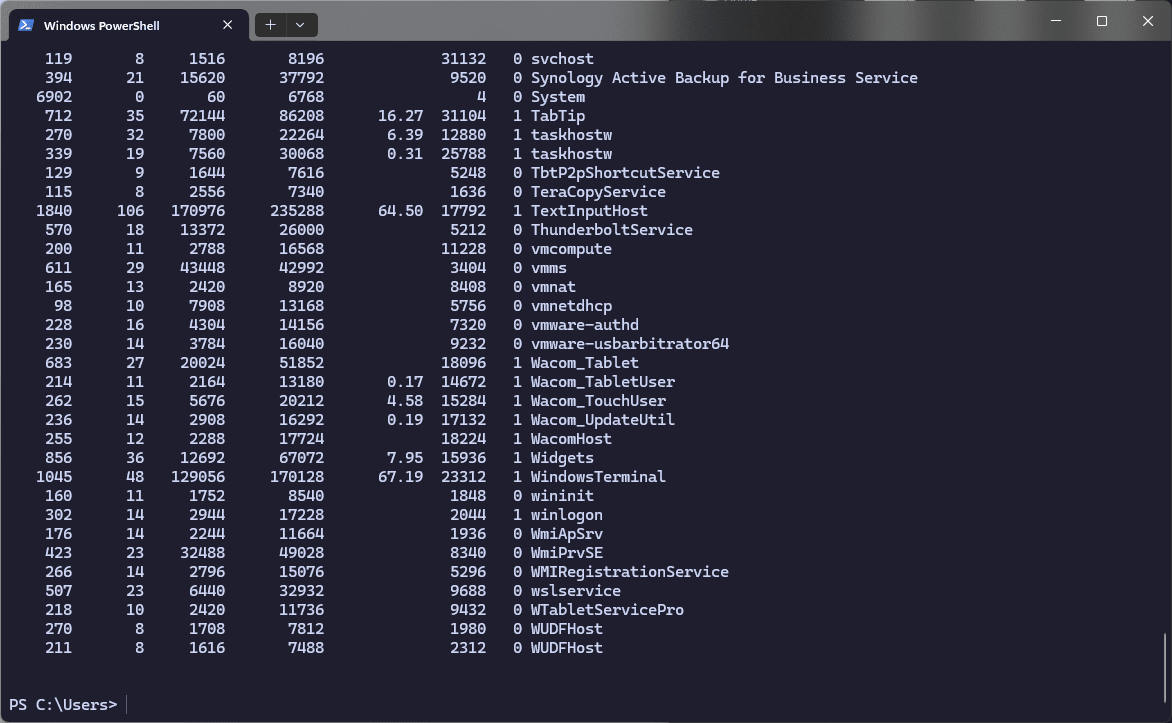 Windows PowerShell
119 8 1516 8196 31132 0 svchost
394 21 15620 37792 9520 0 Synology Active Backup for Business Service
6902 0 60 6768 4 0 System
712 35 72144 86208 16.27 31104 1 TabTip
270 32 7800 22264 6.39 12880 1 taskhostw
339 19 7560 30068 0.31 25788 1 taskhostw
129 9 1644 7616 5248 0 TbtP2pShortcutService
115 8 2556 7340 1636 0 TeraCopyService
1840 106 170976 235288 64.50 17792 1 TextInputHost
570 18 13372 26000 5212 0 ThunderboltService
200 11 2788 16568 11228 0 vmcompute
611 29 43448 42992 3404 0 vmms
165 13 2420 8920 8408 0 vmnat
98 10 7908 13168 5756 0 vmnetdhcp
228 16 4304 14156 7320 0 vmware-authd
230 14 3784 16040 9232 0 vmware-usbarbitrator64
683 27 20024 51852 18096 1 Wacom_Tablet
214 11 2164 13180 0.17 14672 1 Wacom_TabletUser
262 15 5676 20212 4.58 15284 1 Wacom_TouchUser
236 14 2908 16292 0.19 17132 1 Wacom_UpdateUtil
255 12 2288 17724 18224 1 WacomHost
856 36 12692 67072 7.95 15936 1 Widgets
1045 48 129056 170128 67.19 23312 1 WindowsTerminal
160 11 1752 8540 1848 0 wininit
302 14 2944 17228 2044 1 winlogon
176 14 2244 11664 1936 0 WmiApSrv
423 23 32488 49028 8340 0 WmiPrvSE
266 14 2796 15076 5296 0 WMIRegistrationService
507 23 6440 32932 9688 0 wslservice
218 10 2420 11736 9432 0 WTabletServicePro
270 8 1708 7812 1980 0 WUDFHost
211 8 1616 7488 2312 0 WUDFHost
PS C:\Users>